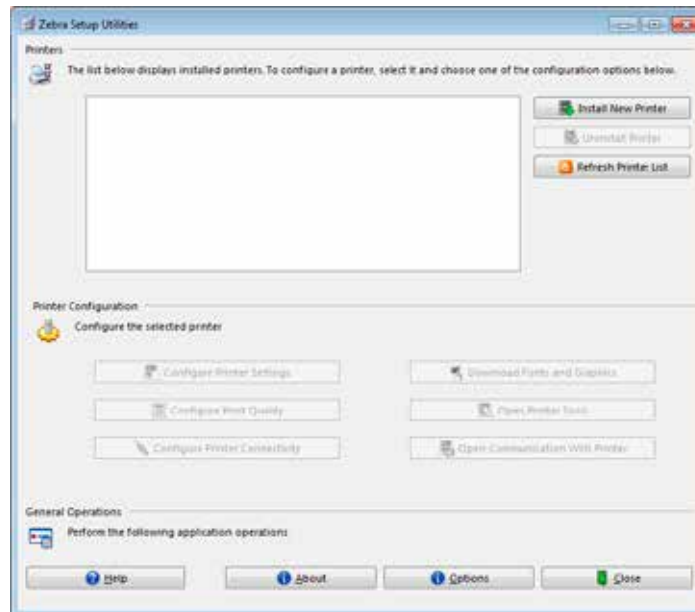 Zebra Setup Utilities
Printers
The list below displays installed printers. To configure a printer, select it and choose one of the configuration options below.
Install New Printer
Uninstall Printer
Refresh Printer List
Printer Configuration
Configure the selected printer
Configure Printer Settings
Download Fonts and Graphics
Configure Print Quality
Open Printer Tools
Configure Printer Connectivity
Open Communication With Printer
General Operations
Perform the following application operations
Help
About
Options
Close